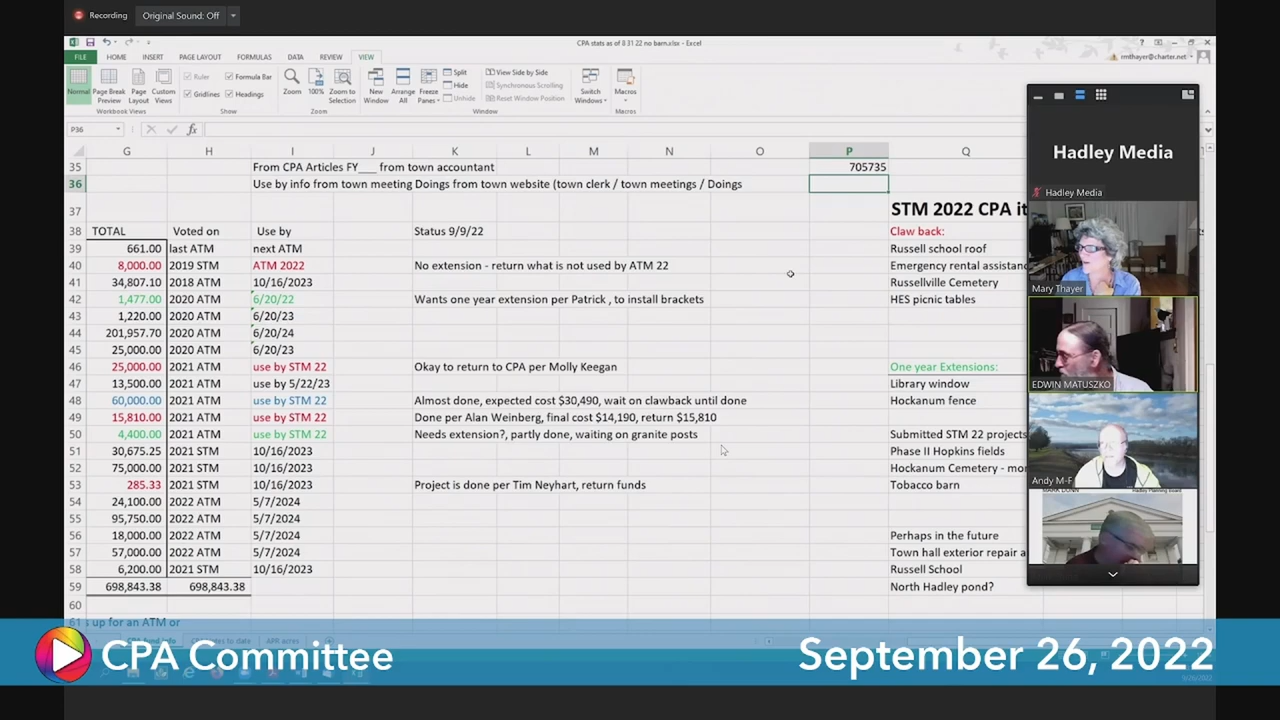 Recording
Original Sound: Off
CPA stats as of 8 31 22 no barn.xlsx - Excel
FILE HOME INSERT PAGE LAYOUT FORMULAS DATA REVIEW VIEW
rmthayer@charter.net
Normal Page Break Preview Page Layout Custom Views
Ruler Formula Bar
Gridlines Headings
Zoom 100% Zoom to Selection
New Window Arrange All Freeze Panes
Split
Hide
Unhide
View Side by Side
Synchronous Scrolling
Reset Window Position
Switch Windows Macros
Workbook Views Show Zoom Window Macros
P36 fx
G H I J K L M N O P Q
35 From CPA Articles FY___ from town accountant 705735
36 Use by info from town meeting Doings from town website (town clerk / town meetings / Doings
37 STM 2022 CPA it
38 TOTAL Voted on Use by Status 9/9/22 Claw back:
39 661.00 last ATM next ATM Russell school roof
40 8,000.00 2019 STM ATM 2022 No extension - return what is not used by ATM 22 Emergency rental assistanc
41 34,807.10 2018 ATM 10/16/2023 Russellville Cemetery
42 1,477.00 2020 ATM 6/20/22 Wants one year extension per Patrick , to install brackets HES picnic tables
43 1,220.00 2020 ATM 6/20/23
44 201,957.70 2020 ATM 6/20/24
45 25,000.00 2020 ATM 6/20/23
46 25,000.00 2021 ATM use by STM 22 Okay to return to CPA per Molly Keegan One year Extensions:
47 13,500.00 2021 ATM use by 5/22/23 Library window
48 60,000.00 2021 ATM use by STM 22 Almost done, expected cost $30,490, wait on clawback until done Hockanum fence
49 15,810.00 2021 ATM use by STM 22 Done per Alan Weinberg, final cost $14,190, return $15,810
50 4,400.00 2021 ATM use by STM 22 Needs extension?, partly done, waiting on granite posts Submitted STM 22 projects
51 30,675.25 2021 STM 10/16/2023 Phase II Hopkins fields
52 75,000.00 2021 STM 10/16/2023 Hockanum Cemetery - mor
53 285.33 2021 STM 10/16/2023 Project is done per Tim Neyhart, return funds Tobacco barn
54 24,100.00 2022 ATM 5/7/2024
55 95,750.00 2022 ATM 5/7/2024
56 18,000.00 2022 ATM 5/7/2024 Perhaps in the future
57 57,000.00 2022 ATM 5/7/2024 Town hall exterior repair a
58 6,200.00 2021 STM 10/16/2023 Russell School
59 698,843.38 698,843.38 North Hadley pond?
60
61 s up for an ATM or
Hadley Media
Hadley Media
Mary Thayer
EDWIN MATUSZKO
Andy M-F
MARK DUNN Hadley Planning Board
CPA Committee
September 26, 2022